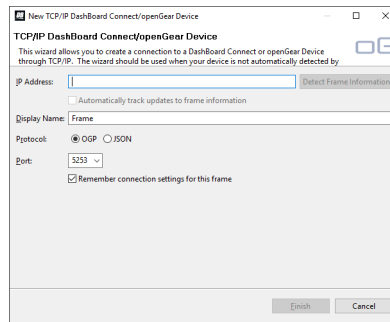 New TCP/IP DashBoard Connect/openGear Device
TCP/IP DashBoard Connect/openGear Device
This wizard allows you to create a connection to a DashBoard Connect or openGear Device
through TCP/IP. The wizard should be used when your device is not automatically detected by
IP Address:
Detect Frame Information
Automatically track updates to frame information
Display Name: Frame
Protocol: OGP JSON
Port: 5253
Remember connection settings for this frame
Finish Cancel